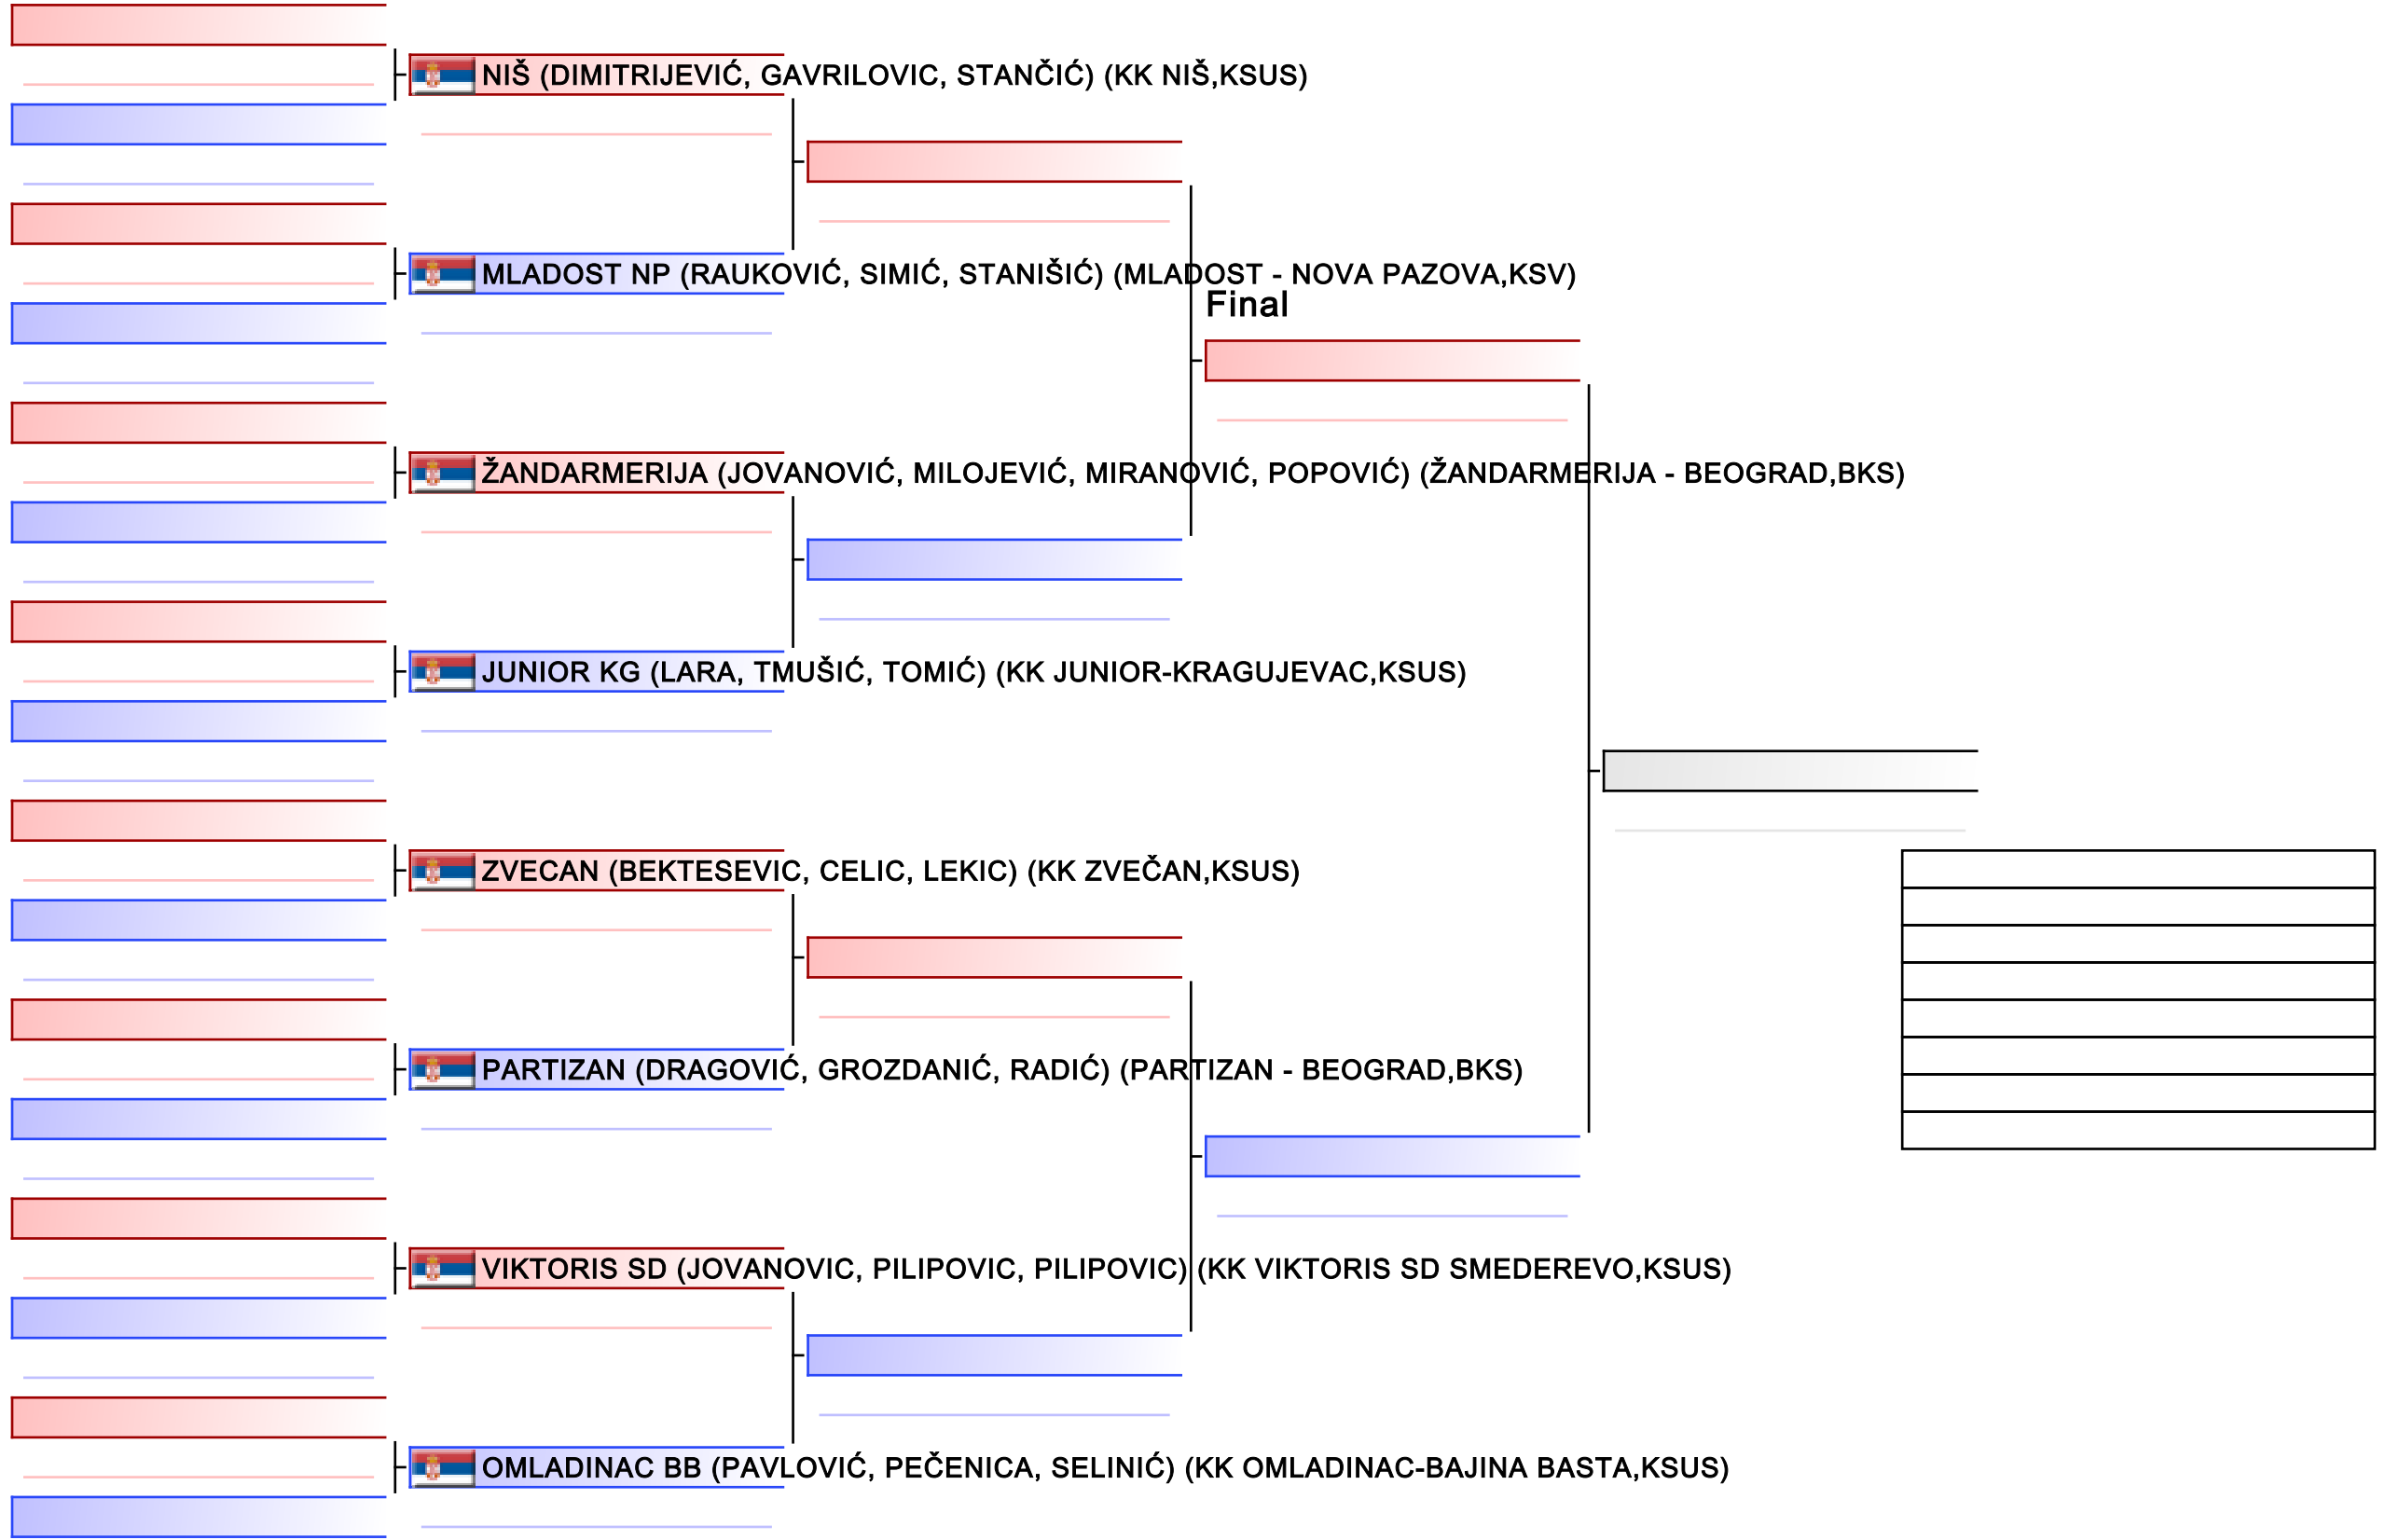 NIŠ (DIMITRIJEVIĆ, GAVRILOVIC, STANČIĆ) (KK NIŠ,KSUS)
MLADOST NP (RAUKOVIĆ, SIMIĆ, STANIŠIĆ) (MLADOST - NOVA PAZOVA,KSV)
Final
ŽANDARMERIJA (JOVANOVIĆ, MILOJEVIĆ, MIRANOVIĆ, POPOVIĆ) (ŽANDARMERIJA - BEOGRAD,BKS)
JUNIOR KG (LARA, TMUŠIĆ, TOMIĆ) (KK JUNIOR-KRAGUJEVAC,KSUS)
ZVECAN (BEKTESEVIC, CELIC, LEKIC) (KK ZVEČAN,KSUS)
PARTIZAN (DRAGOVIĆ, GROZDANIĆ, RADIĆ) (PARTIZAN - BEOGRAD,BKS)
VIKTORIS SD (JOVANOVIC, PILIPOVIC, PILIPOVIC) (KK VIKTORIS SD SMEDEREVO,KSUS)
OMLADINAC BB (PAVLOVIĆ, PEČENICA, SELINIĆ) (KK OMLADINAC-BAJINA BASTA,KSUS)